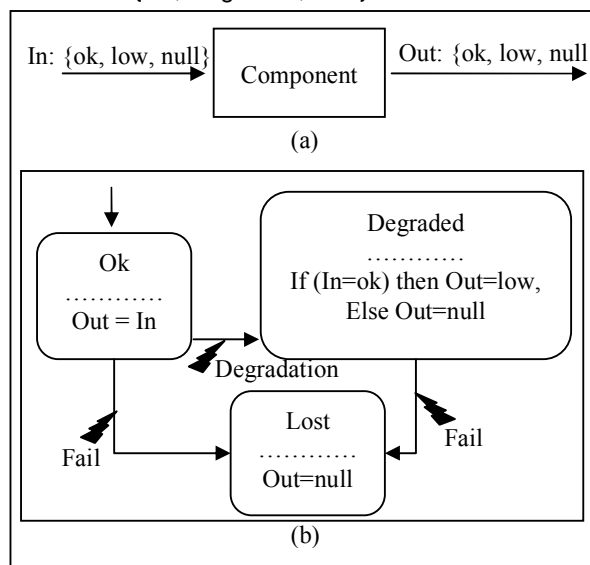 In: {ok, low, null}
Component
Out: {ok, low, null
(a)
Ok
............
Out = In
Degraded
............
If (In=ok) then Out=low,
Else Out=null
Degradation
Fail
Lost
............
Out=null
Fail
(b)